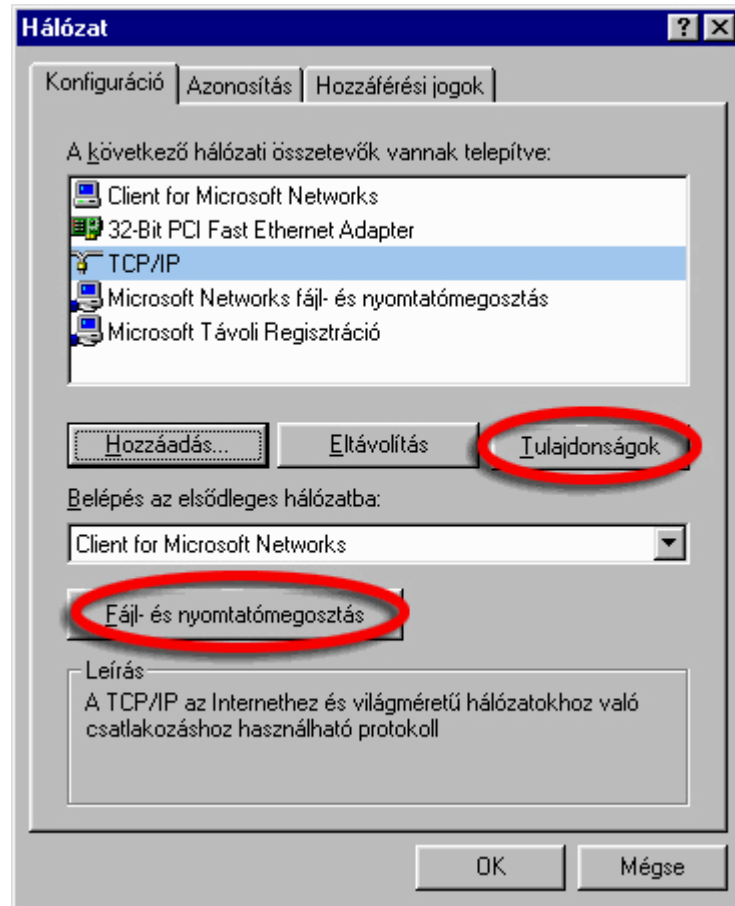 Hálózat
Konfiguráció Azonosítás Hozzáférési jogok
A következő hálózati összetevők vannak telepítve:
Client for Microsoft Networks
32-Bit PCI Fast Ethernet Adapter
TCP/IP
Microsoft Networks fájl- és nyomtatómegosztás
Microsoft Távoli Regisztráció
Hozzáadás... Eltávolítás Tulajdonságok
Belépés az elsődleges hálózatba:
Client for Microsoft Networks
Fájl- és nyomtatómegosztás
Leírás
A TCP/IP az Internethez és világméretű hálózatokhoz való
csatlakozáshoz használható protokoll
OK Mégse